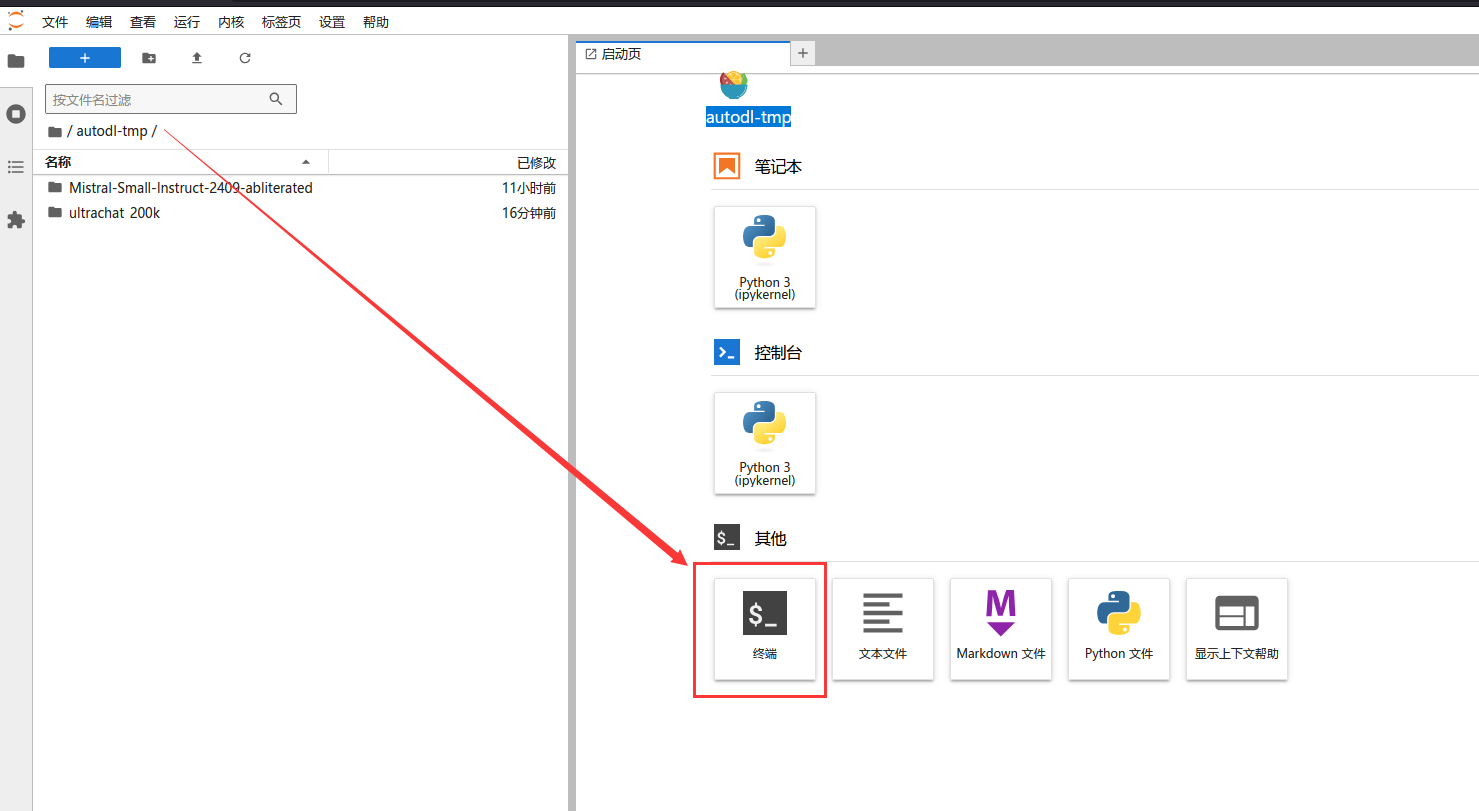 文件 编辑 查看 运行 内核 标签页 设置 帮助
+
按文件名过滤
/ autodl-tmp /
名称 已修改
Mistral-Small-Instruct-2409-abliterated 11小时前
ultrachat 200k 16分钟前
启动页 +
autodl-tmp
笔记本
Python 3
(ipykernel)
>_ 控制台
Python 3
(ipykernel)
$_ 其他
$_
终端
文本文件
M
Markdown 文件
Python 文件
显示上下文帮助